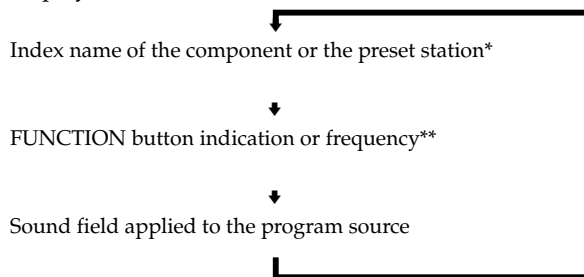 Index name of the component or the preset station*
FUNCTION button indication or frequency**
Sound field applied to the program source